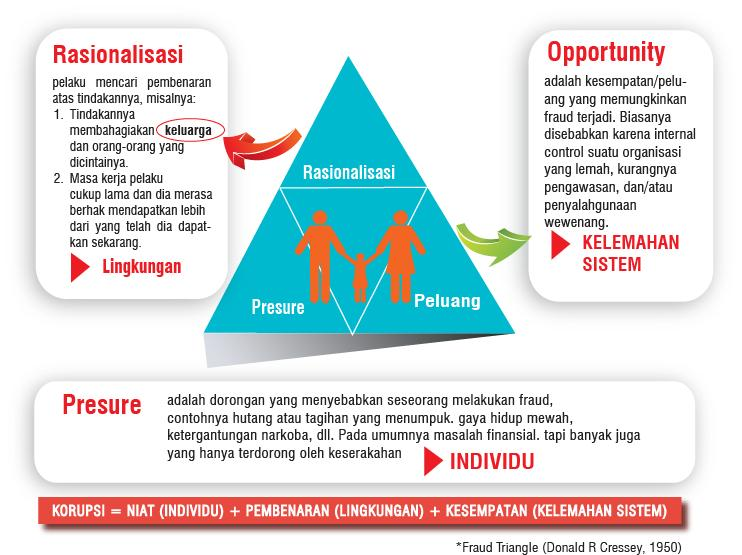 Rasionalisasi
pelaku mencari pembenaran
atas tindakannya, misalnya:
1. Tindakannya
membahagiakan keluarga
dan orang-orang yang
dicintainya.
2. Masa kerja pelaku
cukup lama dan dia merasa
berhak mendapatkan lebih
dari yang telah dia dapat-
kan sekarang.
Lingkungan
Opportunity
adalah kesempatan/pelu-
ang yang memungkinkan
fraud terjadi. Biasanya
disebabkan karena internal
control suatu organisasi
yang lemah, kurangnya
pengawasan, dan/atau
penyalahgunaan
wewenang.
KELEMAHAN
SISTEM
Rasionalisasi
Presure
Peluang
Presure
adalah dorongan yang menyebabkan seseorang melakukan fraud,
contohnya hutang atau tagihan yang menumpuk. gaya hidup mewah,
ketergantungan narkoba, dll. Pada umumnya masalah finansial. tapi banyak juga
yang hanya terdorong oleh keserakahan
INDIVIDU
KORUPSI = NIAT (INDIVIDU) + PEMBENARAN (LINGKUNGAN) + KESEMPATAN (KELEMAHAN SISTEM)
*Fraud Triangle (Donald R Cressey, 1950)